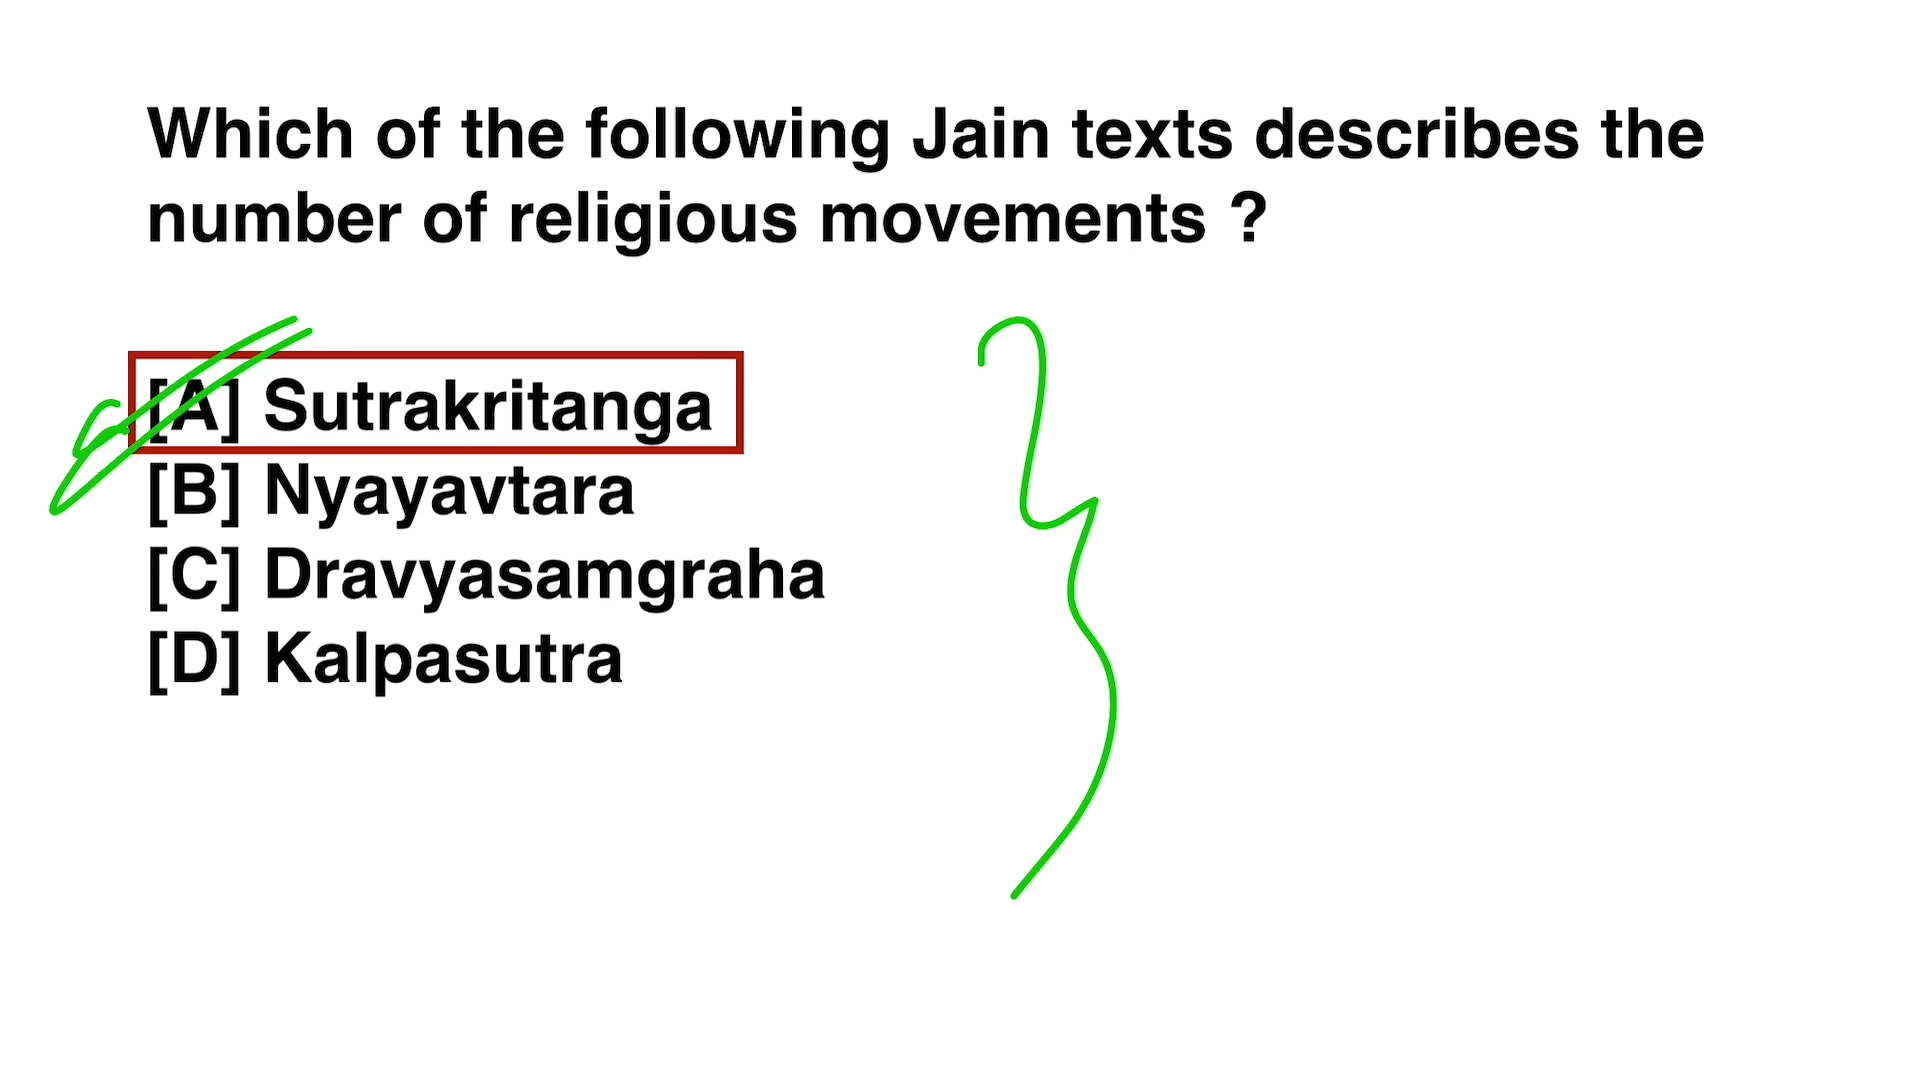 Which of the following Jain texts describes the
number of religious movements ?
[A] Sutrakritanga
[B] Nyayavtara
[C] Dravyasamgraha
[D] Kalpasutra